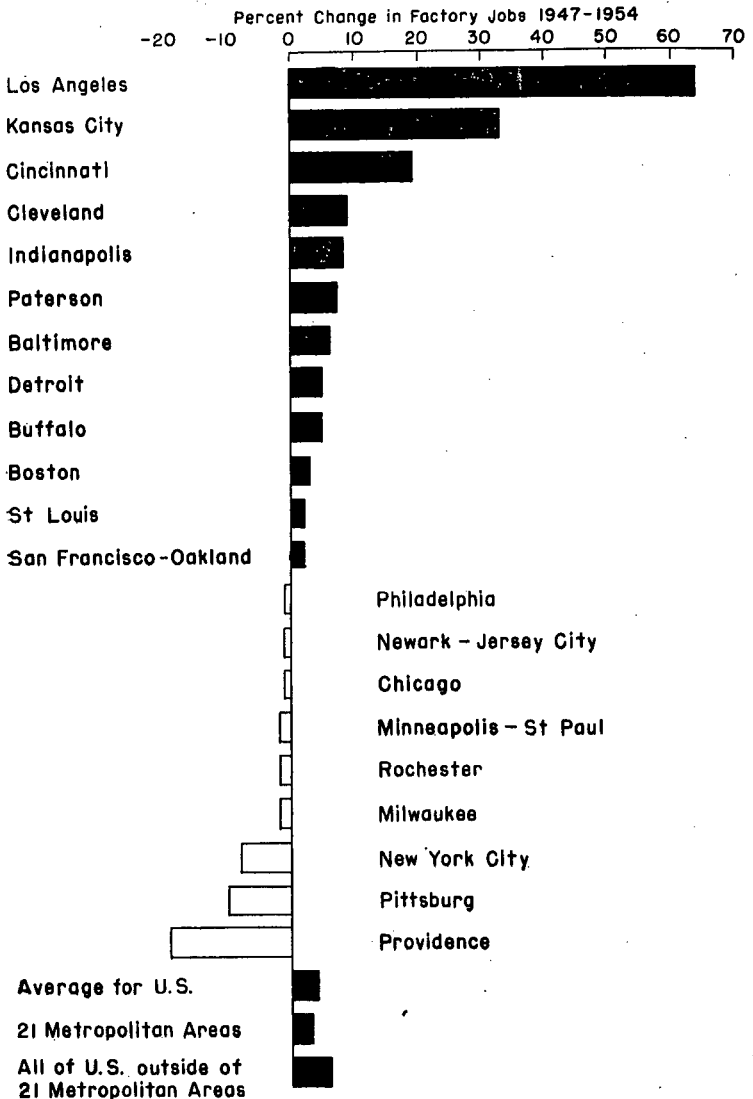 Percent Change in Factory Jobs 1947-1954
-20 -10 0 10 20 30 40 50 60 70
Los Angeles
Kansas City
Cincinnati
Cleveland
Indianapolis
Paterson
Baltimore
Detroit
Buffalo
Boston
St Louis
San Francisco-Oakland
Philadelphia
Newark - Jersey City
Chicago
Minneapolis - St Paul
Rochester
Milwaukee
New York City
Pittsburg
Providence
Average for U.S.
21 Metropolitan Areas
All of U.S. outside of
21 Metropolitan Areas